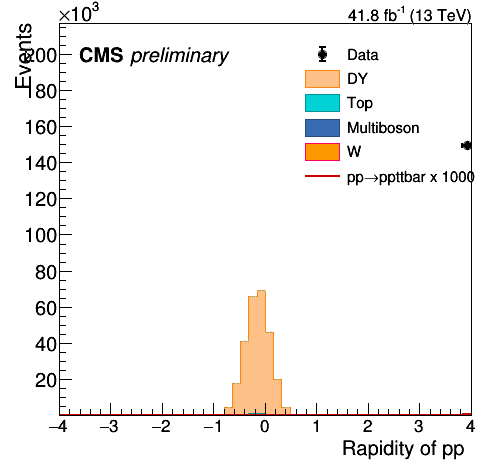 ×10³
41.8 fb⁻¹ (13 TeV)
Events
CMS preliminary
Data
DY
Top
Multiboson
W
pp→ppttbar x 1000
200
180
160
140
120
100
80
60
40
20
−4 −3 −2 −1 0 1 2 3 4
Rapidity of pp